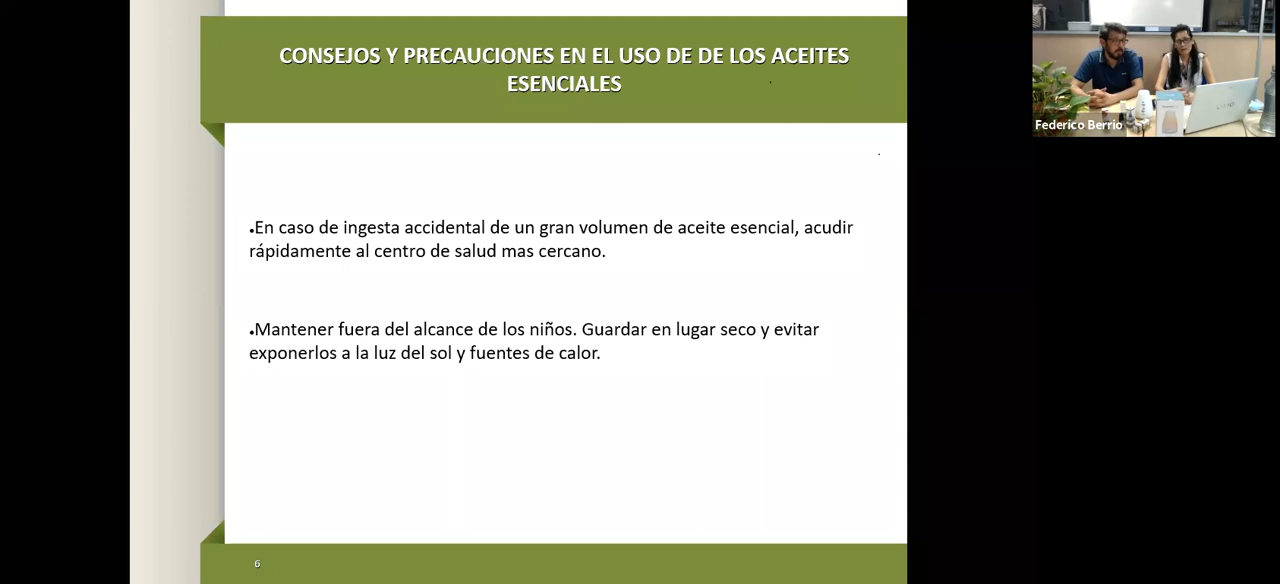 CONSEJOS Y PRECAUCIONES EN EL USO DE DE LOS ACEITES
ESENCIALES
•En caso de ingesta accidental de un gran volumen de aceite esencial, acudir
rápidamente al centro de salud mas cercano.
•Mantener fuera del alcance de los niños. Guardar en lugar seco y evitar
exponerlos a la luz del sol y fuentes de calor.
6
Federico Berrio
VAIO